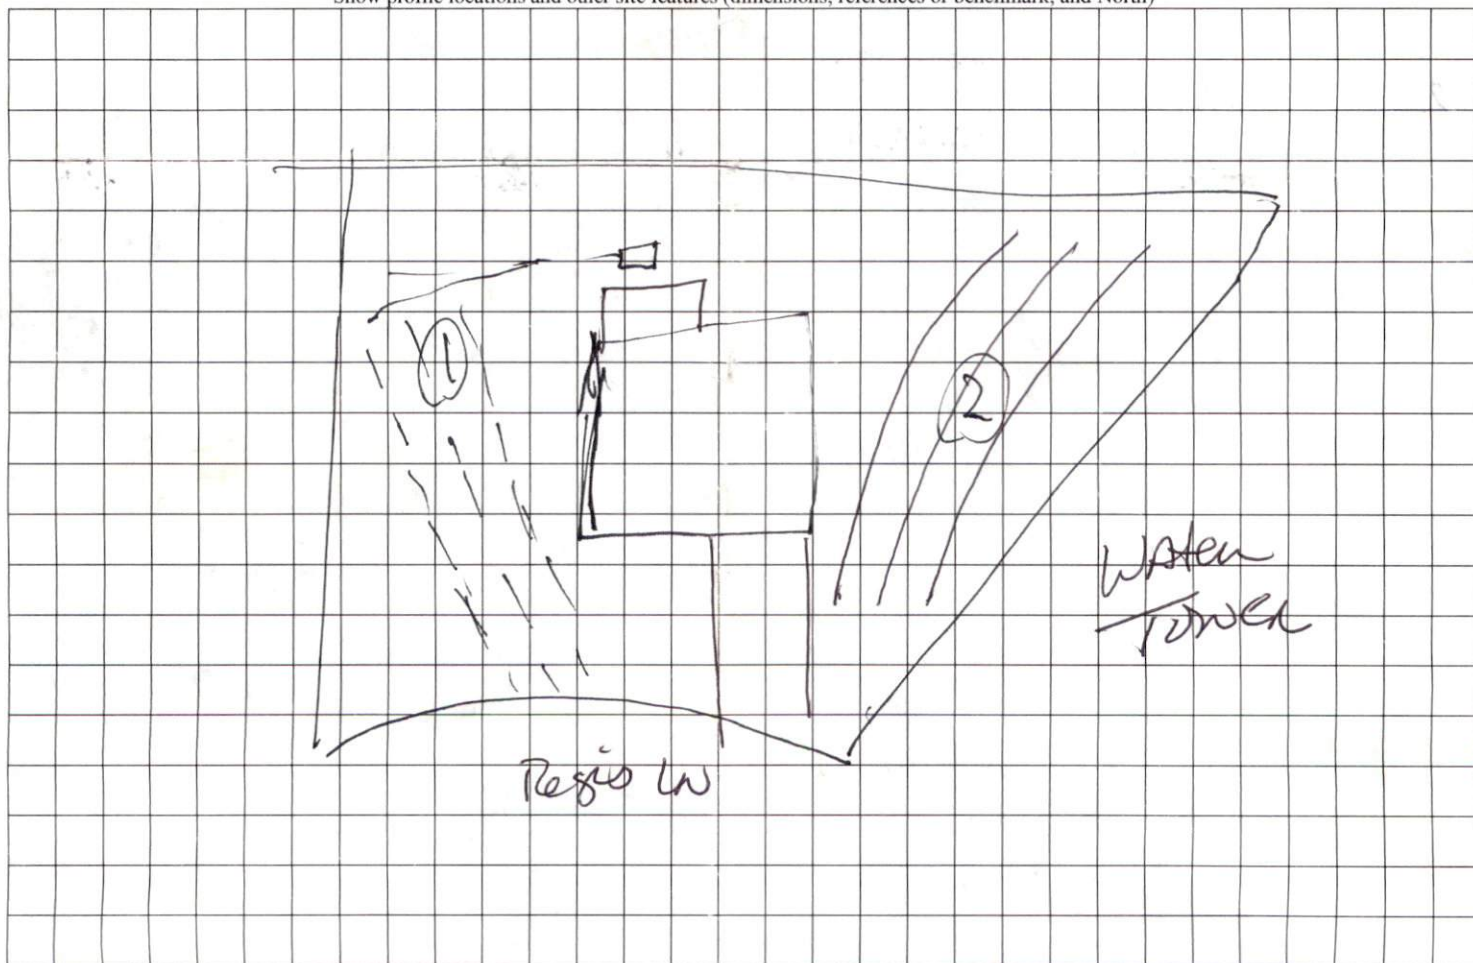 Show profile locations and other site features (dimensions, references or benchmark, and North)
1
2
Water
Tower
Regis Ln